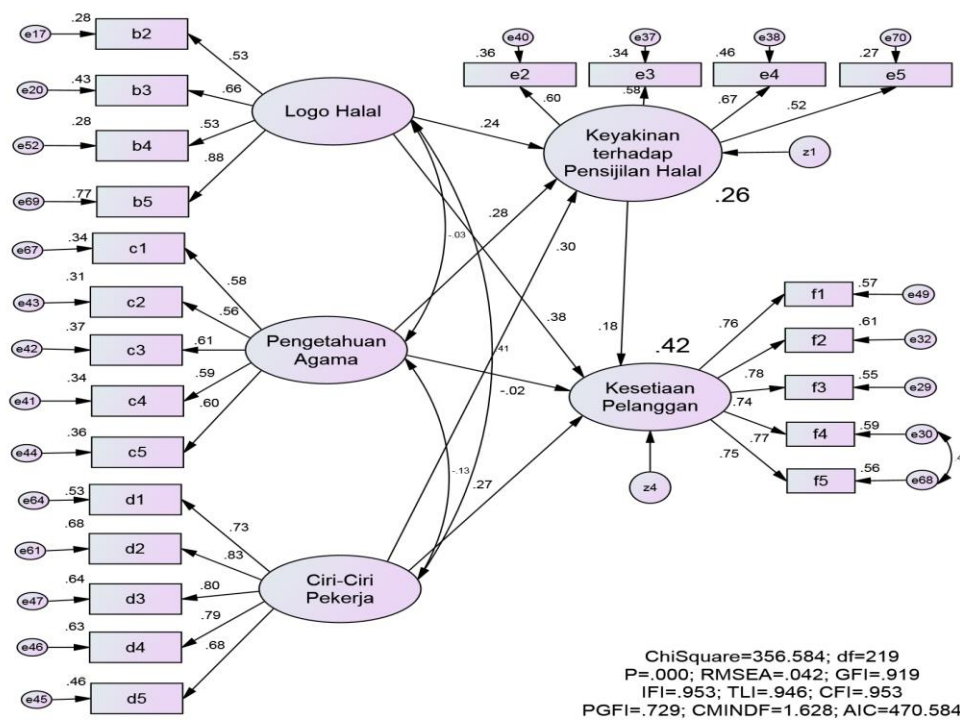 e17 .28 b2 .53
e20 .43 b3 .66
e52 .28 b4 .53
e69 .77 b5 .88
Logo Halal
e67 .34 c1 .58
e43 .31 c2 .56
e42 .37 c3 .61
e41 .34 c4 .59
e44 .36 c5 .60
Pengetahuan
Agama
e64 .53 d1 .73
e61 .68 d2 .83
e47 .64 d3 .80
e46 .63 d4 .79
e45 .46 d5 .68
Ciri-Ciri
Pekerja
.24
.28
.30
-.03
.38
.41
-.02
-.13
.27
.18
e40 e37 e38 e70
.36 .34 .46 .27
e2 e3 e4 e5
.60 .58 .67 .52
Keyakinan
terhadap
Pensijilan Halal
z1
.26
.42
Kesetiaan
Pelanggan
z4
.76 f1 .57 e49
.78 f2 .61 e32
.74 f3 .55 e29
.77 f4 .59 e30
.75 f5 .56 e68
ChiSquare=356.584; df=219
P=.000; RMSEA=.042; GFI=.919
IFI=.953; TLI=.946; CFI=.953
PGFI=.729; CMINDF=1.628; AIC=470.584